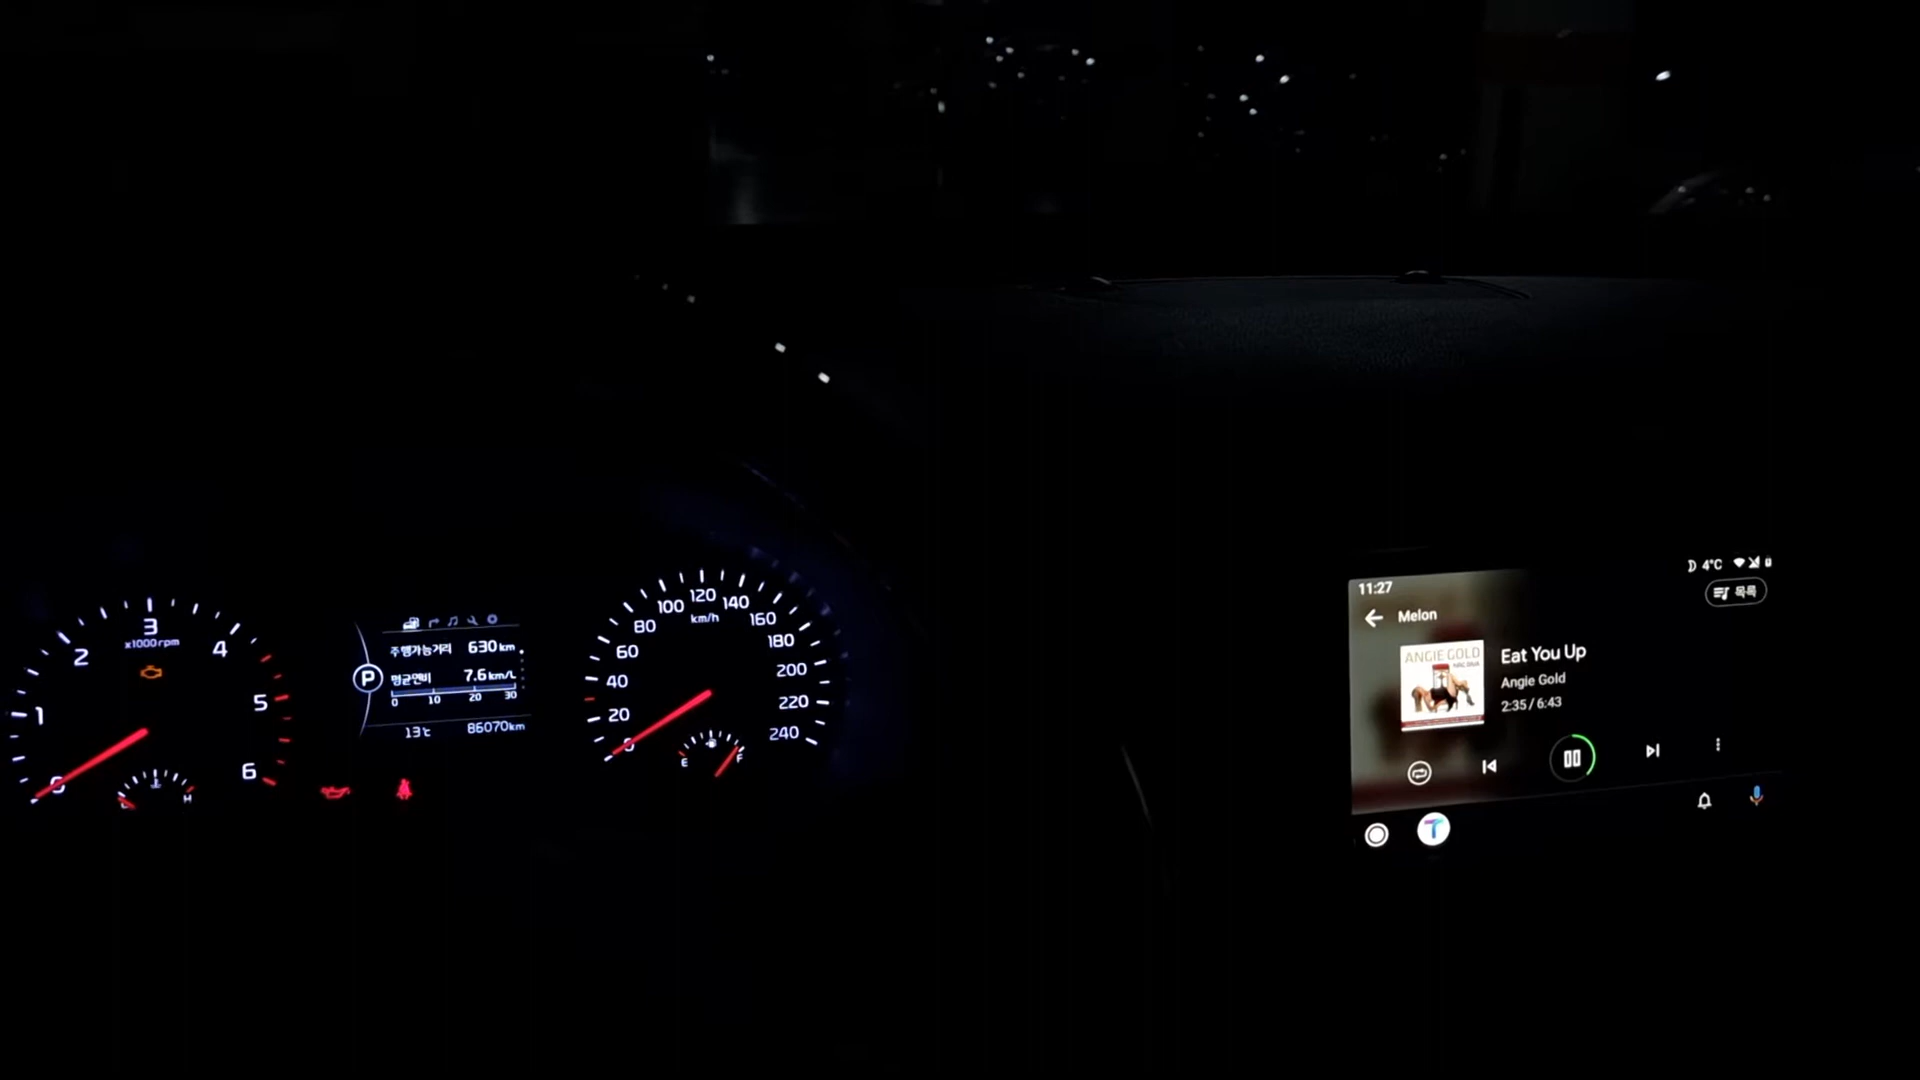 3
x1000rpm
2
4
1
5
0
6
H
P
주행가능거리 630km
평균연비 7.6km/L
0 10 20 30
13℃ 86070km
120
100 140
km/h
80 160
60 180
40 200
20 220
0 240
E F
4℃
11:27
목록
Melon
ANGIE GOLD
Eat You Up
Angie Gold
2:35 / 6:43
T